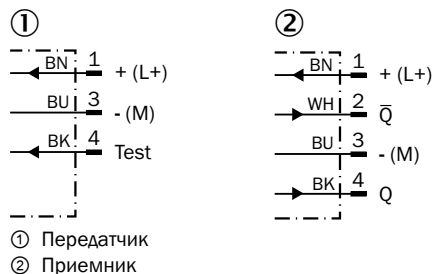 ① ②
BN 1 + (L+)
BU 3 - (M)
BK 4 Test
BN 1 + (L+)
WH 2 Q̅
BU 3 - (M)
BK 4 Q
① Передатчик
② Приемник